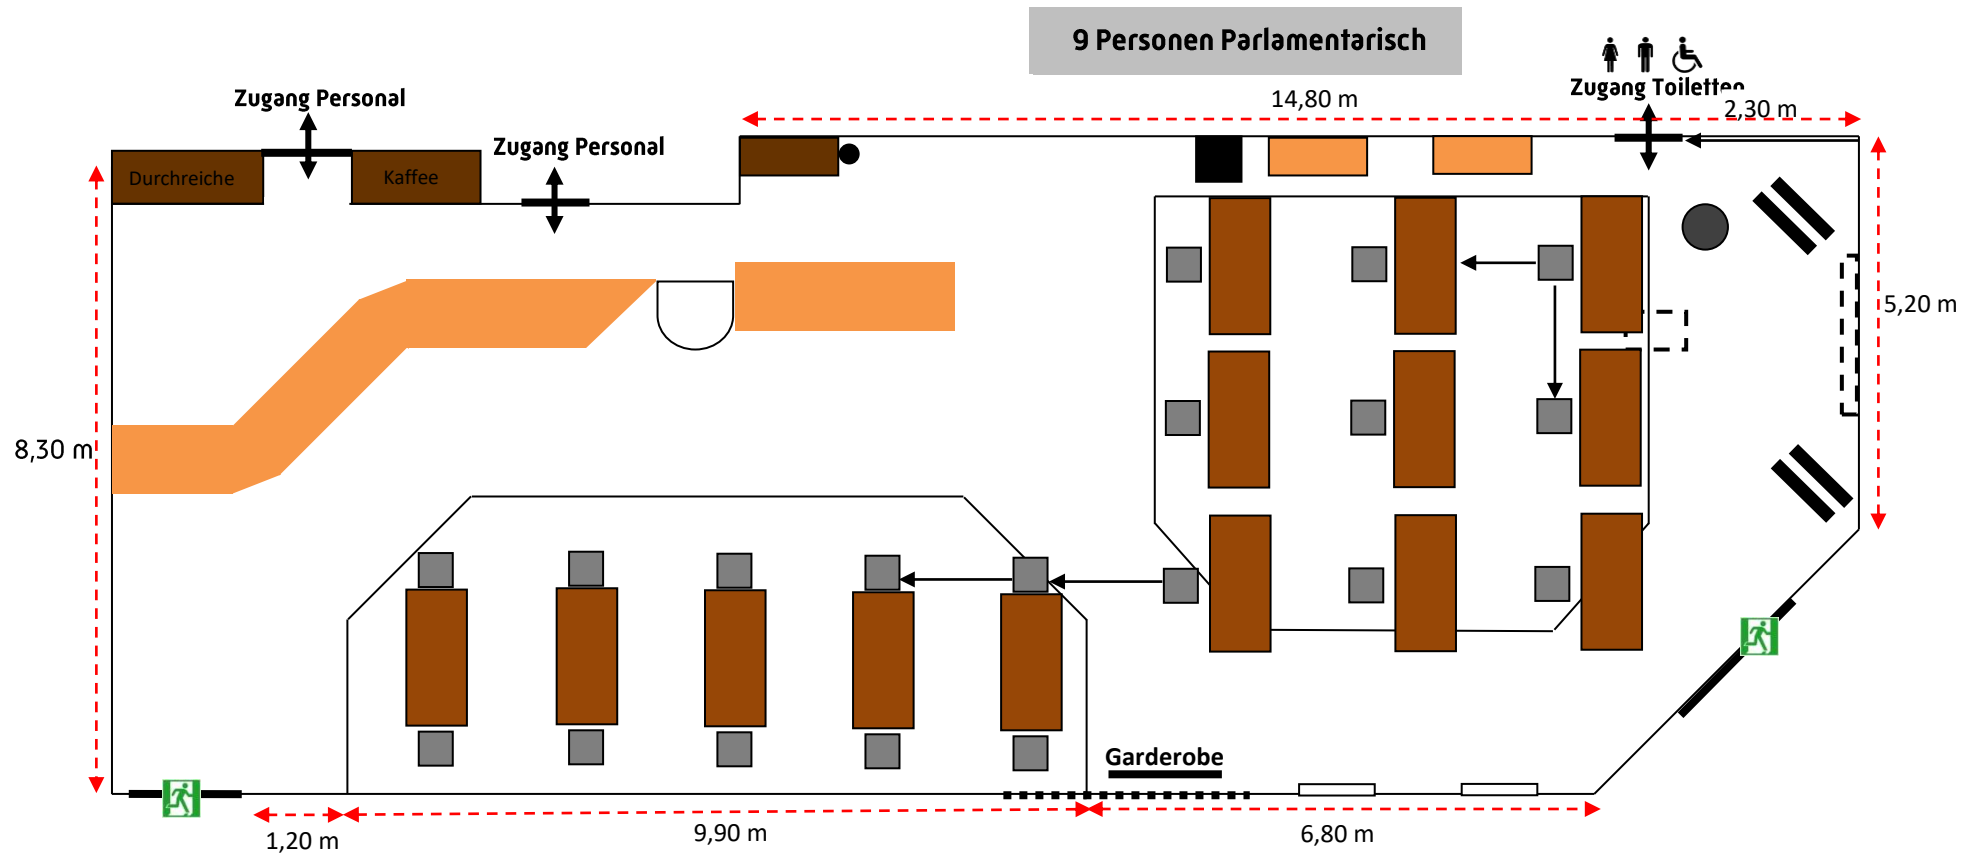 9 Personen Parlamentarisch
Zugang Toiletten
14,80 m
2,30 m
Zugang Personal
Zugang Personal
Durchreiche
Kaffee
5,20 m
8,30 m
Garderobe
1,20 m
9,90 m
6,80 m